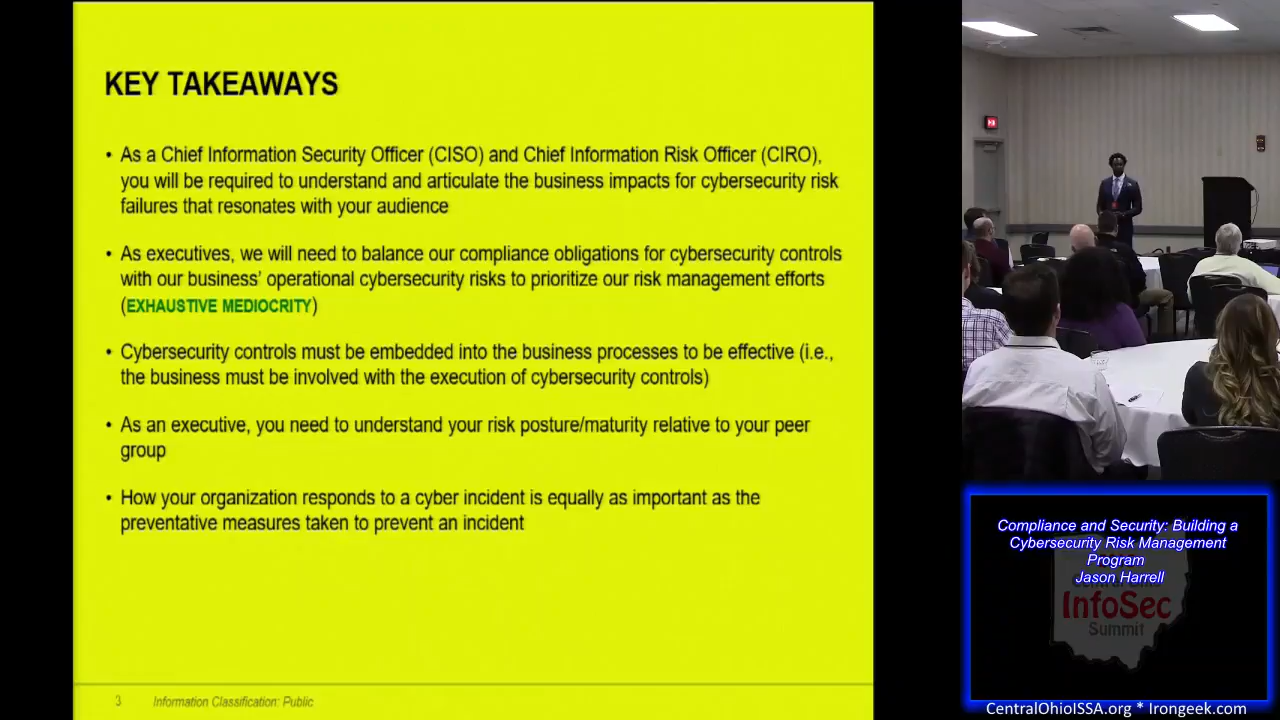 KEY TAKEAWAYS
• As a Chief Information Security Officer (CISO) and Chief Information Risk Officer (CIRO),
you will be required to understand and articulate the business impacts for cybersecurity risk
failures that resonates with your audience
• As executives, we will need to balance our compliance obligations for cybersecurity controls
with our business' operational cybersecurity risks to prioritize our risk management efforts
(EXHAUSTIVE MEDIOCRITY)
• Cybersecurity controls must be embedded into the business processes to be effective (i.e.,
the business must be involved with the execution of cybersecurity controls)
• As an executive, you need to understand your risk posture/maturity relative to your peer
group
• How your organization responds to a cyber incident is equally as important as the
preventative measures taken to prevent an incident
3 Information Classification: Public
Compliance and Security: Building a
Cybersecurity Risk Management
Program
Jason Harrell
InfoSec
Summit
CentralOhioISSA.org * Irongeek.com